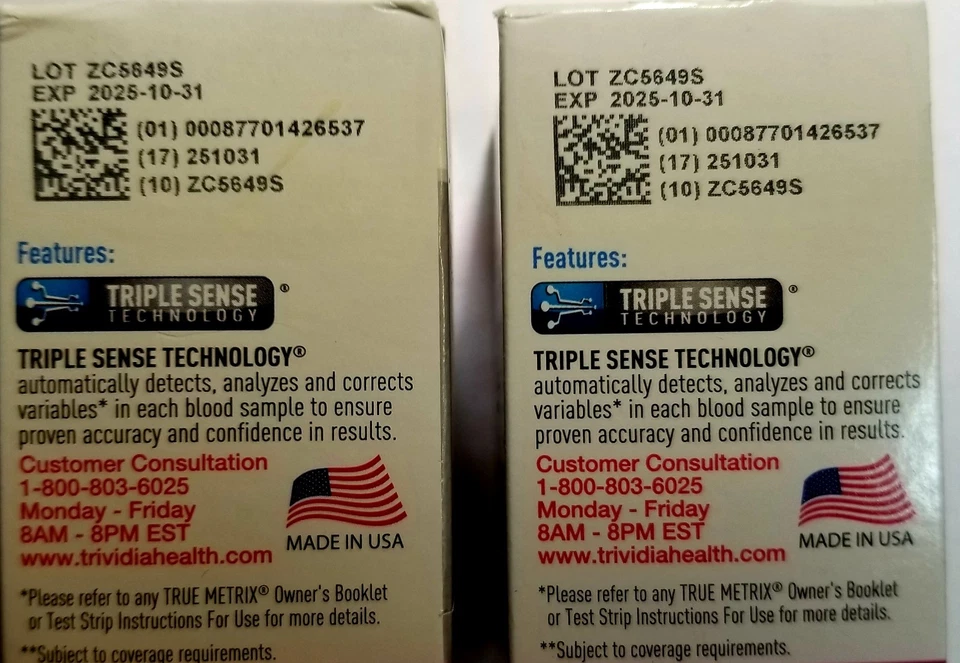 LOT ZC5649S
EXP 2025-10-31
(01) 00087701426537
(17) 251031
(10) ZC5649S
Features:
TRIPLE SENSE ®
TECHNOLOGY
TRIPLE SENSE TECHNOLOGY®
automatically detects, analyzes and corrects
variables* in each blood sample to ensure
proven accuracy and confidence in results.
Customer Consultation
1-800-803-6025
Monday - Friday
8AM - 8PM EST
www.trividiahealth.com
MADE IN USA
*Please refer to any TRUE METRIX® Owner's Booklet
or Test Strip Instructions For Use for more details.
**Subject to coverage requirements.
LOT ZC5649S
EXP 2025-10-31
(01) 00087701426537
(17) 251031
(10) ZC5649S
Features:
TRIPLE SENSE ®
TECHNOLOGY
TRIPLE SENSE TECHNOLOGY®
automatically detects, analyzes and corrects
variables* in each blood sample to ensure
proven accuracy and confidence in results.
Customer Consultation
1-800-803-6025
Monday - Friday
8AM - 8PM EST
www.trividiahealth.com
MADE IN USA
*Please refer to any TRUE METRIX® Owner's Booklet
or Test Strip Instructions For Use for more details.
**Subject to coverage requirements.